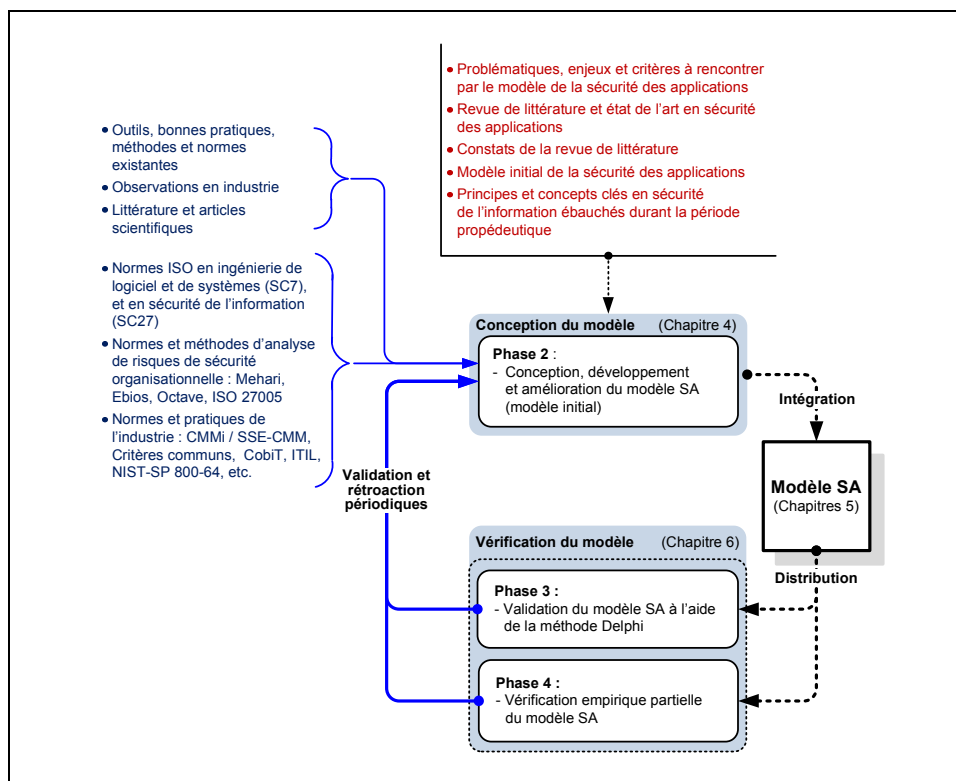 • Problématiques, enjeux et critères à rencontrer
par le modèle de la sécurité des applications
• Revue de littérature et état de l'art en sécurité
des applications
• Constats de la revue de littérature
• Modèle initial de la sécurité des applications
• Principes et concepts clés en sécurité
de l'information ébauchés durant la période
propédeutique
• Outils, bonnes pratiques,
méthodes et normes
existantes
• Observations en industrie
• Littérature et articles
scientifiques
• Normes ISO en ingénierie de
logiciel et de systèmes (SC7),
et en sécurité de l'information
(SC27)
• Normes et méthodes d'analyse
de risques de sécurité
organisationnelle : Mehari,
Ebios, Octave, ISO 27005
• Normes et pratiques de
l'industrie : CMMi / SSE-CMM,
Critères communs, CobiT, ITIL,
NIST-SP 800-64, etc.
Conception du modèle (Chapitre 4)
Phase 2 :
- Conception, développement
et amélioration du modèle SA
(modèle initial)
Intégration
Modèle SA
(Chapitres 5)
Distribution
Validation et
rétroaction
périodiques
Vérification du modèle (Chapitre 6)
Phase 3 :
- Validation du modèle SA à l'aide
de la méthode Delphi
Phase 4 :
- Vérification empirique partielle
du modèle SA